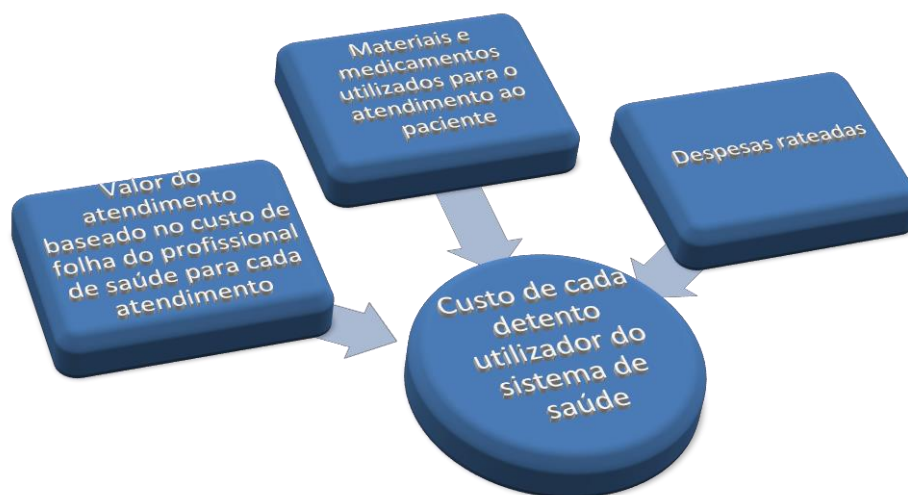 Valor do
atendimento
baseado no custo de
folha do profissional
de saúde para cada
atendimento
Materiais e
medicamentos
utilizados para o
atendimento ao
paciente
Despesas rateadas
Custo de cada
detento
utilizador do
sistema de
saúde